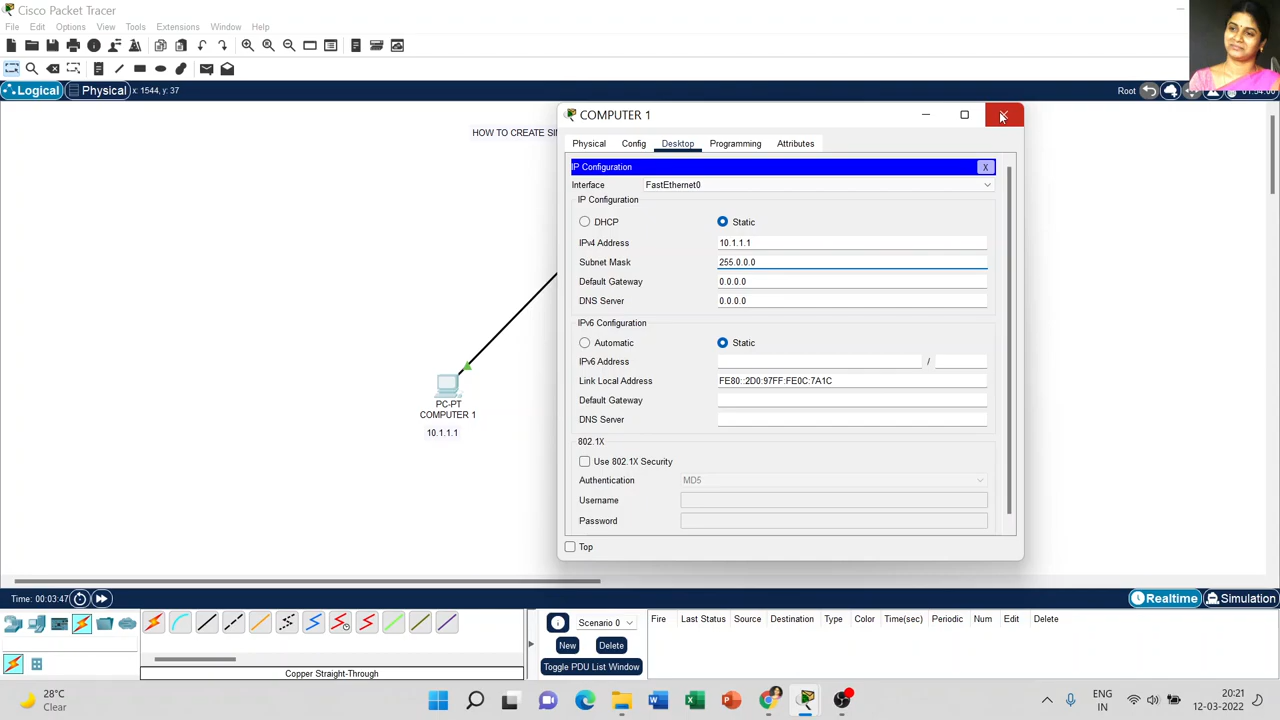 Cisco Packet Tracer
File Edit Options View Tools Extensions Window Help
Logical Physical x: 1544, y: 37 Root
HOW TO CREATE SI
COMPUTER 1
Physical Config Desktop Programming Attributes
IP Configuration X
Interface FastEthernet0
IP Configuration
DHCP Static
IPv4 Address 10.1.1.1
Subnet Mask 255.0.0.0
Default Gateway 0.0.0.0
DNS Server 0.0.0.0
IPv6 Configuration
Automatic Static
IPv6 Address /
Link Local Address FE80::2D0:97FF:FE0C:7A1C
Default Gateway
DNS Server
802.1X
Use 802.1X Security
Authentication MD5
Username
Password
Top
PC-PT
COMPUTER 1
10.1.1.1
Time: 00:03:47 Realtime Simulation
Scenario 0
New Delete
Toggle PDU List Window
Fire Last Status Source Destination Type Color Time(sec) Periodic Num Edit Delete
Copper Straight-Through
28°C
Clear
ENG
IN
20:21
12-03-2022